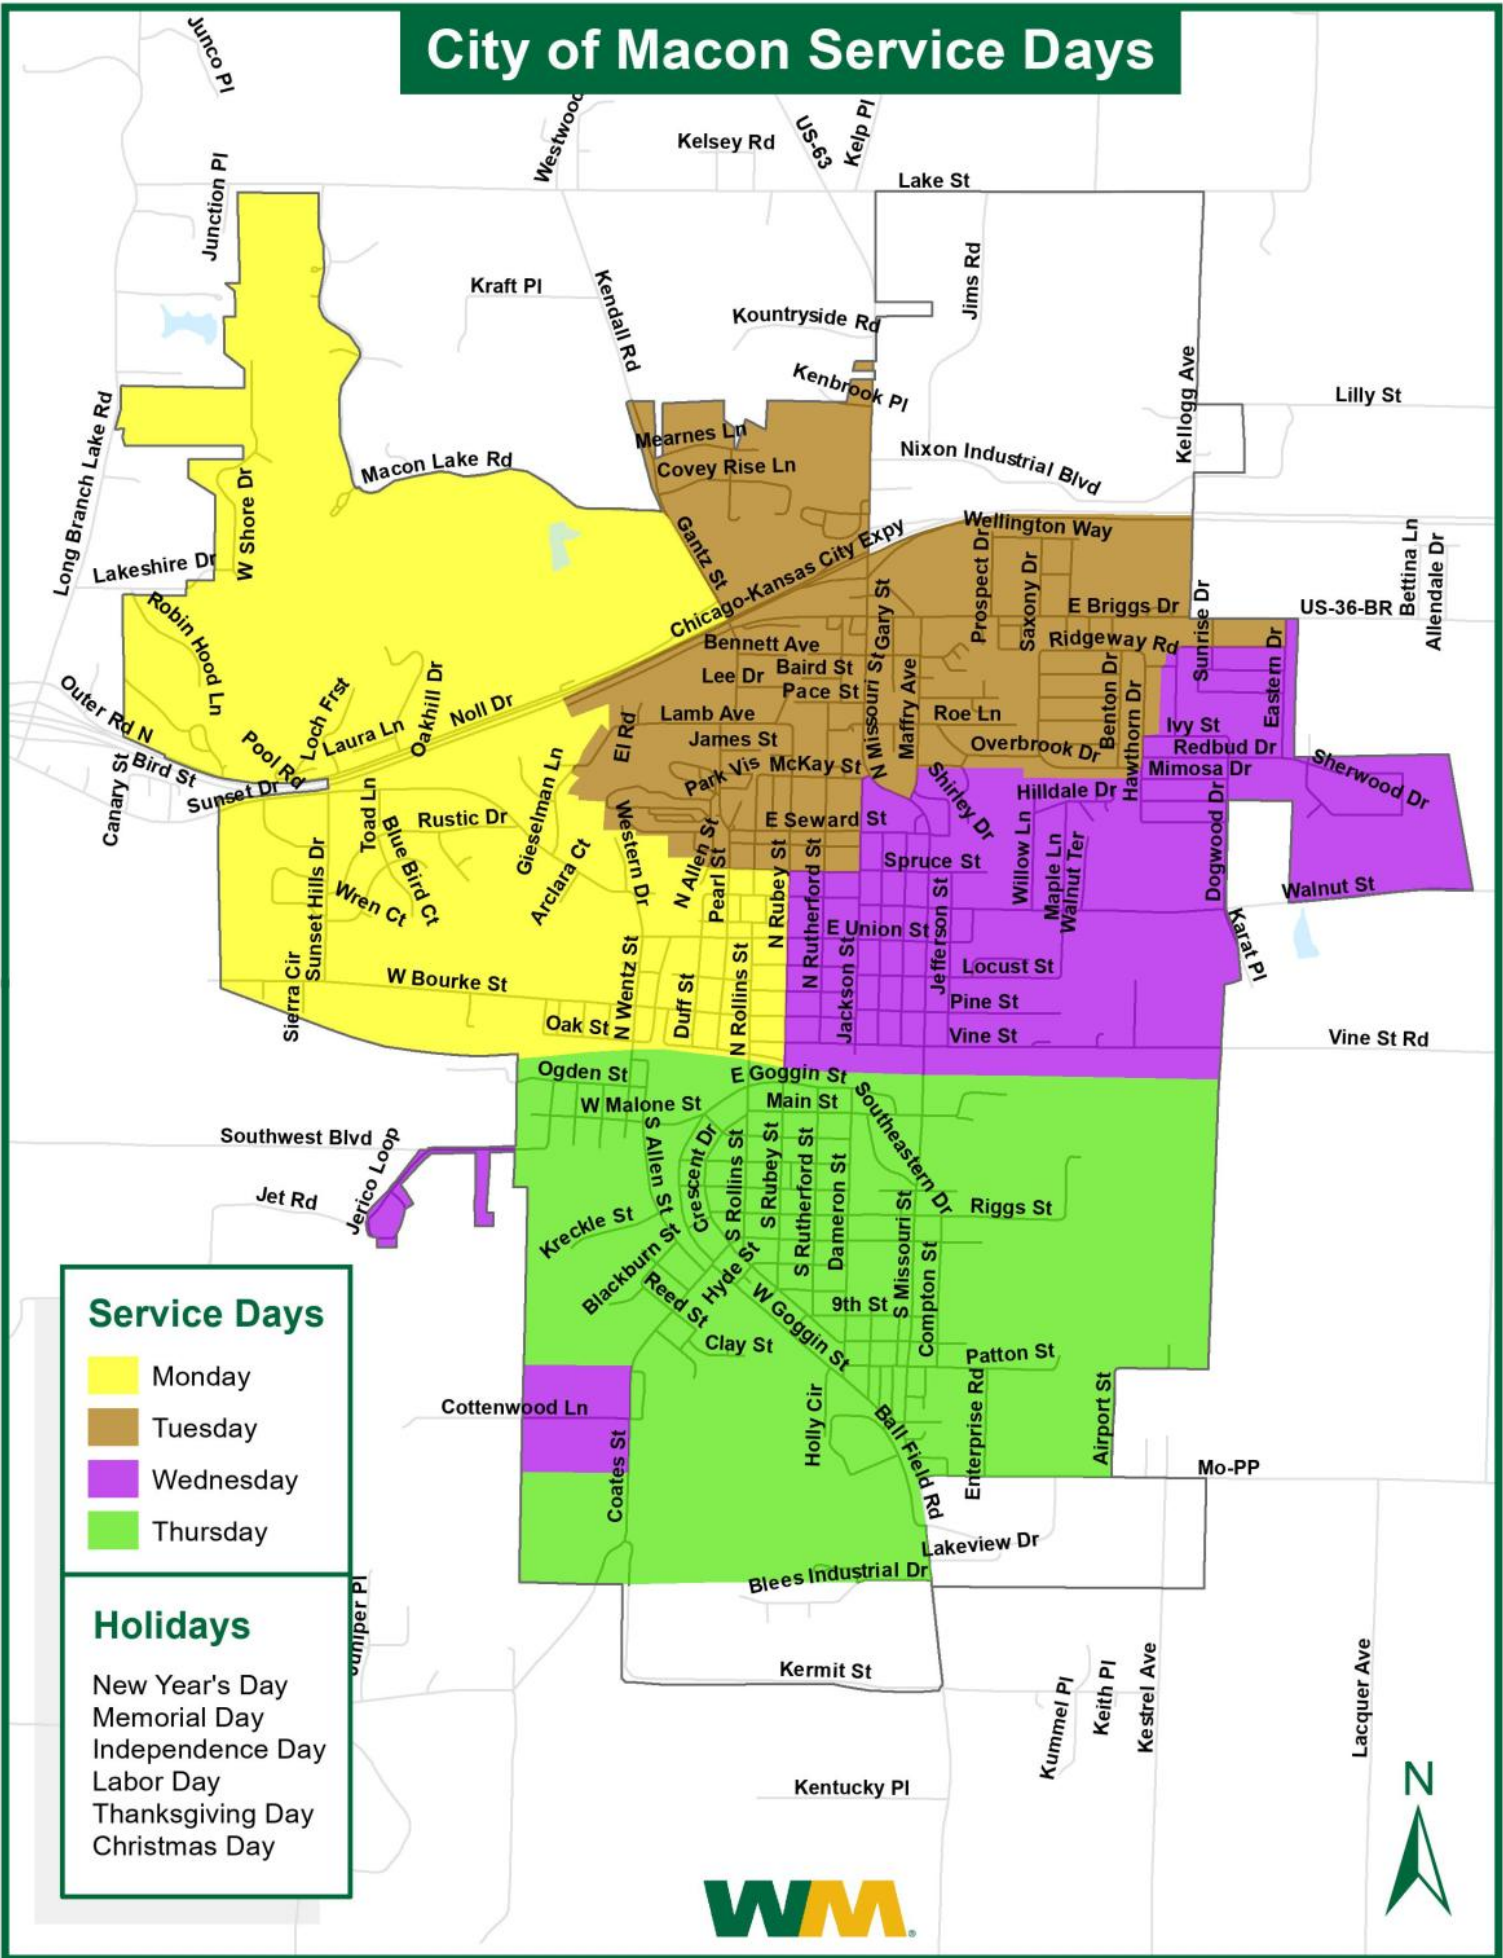 City of Macon Service Days
Junco Pl
Westwood
Kelsey Rd
US-63
Kelp Pl
Junction Pl
Lake St
Kraft Pl
Kendall Rd
Kountryside Rd
Jims Rd
Kenbrook Pl
Kellogg Ave
Lilly St
Long Branch Lake Rd
Mearnes Ln
Covey Rise Ln
Macon Lake Rd
Nixon Industrial Blvd
W Shore Dr
Lakeshire Dr
Gantz St
Chicago-Kansas City Expy
Wellington Way
Prospect Dr
Saxony Dr
Bettina Ln
Allendale Dr
E Briggs Dr
US-36-BR
Robin Hood Ln
Bennett Ave
Gary St
Ridgeway Rd
Sunrise Dr
Eastern Dr
Lee Dr
Baird St
Pace St
N Missouri St
Maffry Ave
Benton Dr
Hawthorn Dr
Outer Rd N
Loch Frst
Laura Ln
Oakhill Dr
Noll Dr
Lamb Ave
El Rd
Roe Ln
Ivy St
James St
Overbrook Dr
Redbud Dr
Pool Rd
Bird St
Canary St
Sunset Dr
Park Vis
McKay St
Mimosa Dr
Sherwood Dr
Toad Ln
Gieselman Ln
Shirley Dr
Hilldale Dr
Rustic Dr
Blue Bird Ct
Western Dr
E Seward St
Willow Ln
Maple Ln
Walnut Ter
Dogwood Dr
Arclara Ct
N Allen St
Pearl St
N Rubey St
N Rutherford St
Spruce St
Walnut St
Wren Ct
Sunset Hills Dr
E Union St
Jefferson St
Karat Pl
Sierra Cir
W Bourke St
N Wentz St
Duff St
N Rollins St
Jackson St
Locust St
Pine St
Oak St
Vine St
Vine St Rd
Ogden St
E Goggin St
W Malone St
Main St
Southeastern Dr
Southwest Blvd
Jerico Loop
Jet Rd
S Allen St
Crescent Dr
S Rollins St
S Rubey St
S Rutherford St
Dameron St
S Missouri St
Riggs St
Kreckle St
Blackburn St
Reed St
Hyde St
W Goggin St
9th St
Compton St
Clay St
Patton St
Service Days
Monday
Tuesday
Wednesday
Thursday
Cottenwood Ln
Coates St
Holly Cir
Ball Field Rd
Enterprise Rd
Airport St
Mo-PP
Lakeview Dr
Blees Industrial Dr
Juniper Pl
Holidays
New Year's Day
Memorial Day
Independence Day
Labor Day
Thanksgiving Day
Christmas Day
Kermit St
Kummel Pl
Keith Pl
Kestrel Ave
Lacquer Ave
Kentucky Pl
N
WM